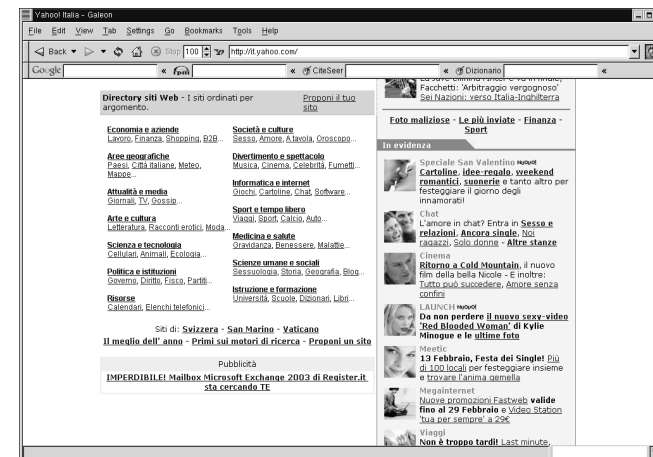 Yahoo! Italia - Galeon
File Edit View Tab Settings Go Bookmarks Tools Help
Back Stop 100 http://it.yahoo.com/
Google « fm « CiteSeer « Dizionario «
Directory siti Web - I siti ordinati per argomento.
Proponi il tuo sito
Economia e aziende
Lavoro, Finanza, Shopping, B2B...
Aree geografiche
Paesi, Città italiane, Meteo,
Mappe...
Attualità e media
Giornali, TV, Gossip...
Arte e cultura
Letteratura, Racconti erotici, Moda...
Scienza e tecnologia
Cellulari, Animali, Ecologia...
Politica e istituzioni
Governo, Diritto, Fisco, Partiti...
Risorse
Calendari, Elenchi telefonici...
Società e culture
Sesso, Amore, A tavola, Oroscopo...
Divertimento e spettacolo
Musica, Cinema, Celebrità, Fumetti...
Informatica e internet
Giochi, Cartoline, Chat, Software...
Sport e tempo libero
Viaggi, Sport, Calcio, Auto...
Medicina e salute
Gravidanza, Benessere, Malattie...
Scienze umane e sociali
Sessuologia, Storia, Geografia, Blog...
Istruzione e formazione
Università, Scuole, Dizionari, Libri...
Siti di: Svizzera - San Marino - Vaticano
Il meglio dell' anno - Primi sui motori di ricerca - Proponi un sito
Pubblicità
IMPERDIBILE! Mailbox Microsoft Exchange 2003 di Register.it
sta cercando TE
Facchetti: 'Arbitraggio vergognoso'
Sei Nazioni: verso Italia-Inghilterra
Foto maliziose - Le più inviate - Finanza -
Sport
In evidenza
Speciale San Valentino Nuovo!
Cartoline, idee-regalo, weekend
romantici, suonerie e tanto altro per
festeggiare il giorno degli
innamorati!
Chat
L'amore in chat? Entra in Sesso e
relazioni, Ancora single, Noi
ragazzi, Solo donne - Altre stanze
Cinema
Ritorno a Cold Mountain, il nuovo
film della bella Nicole - E inoltre:
Tutto può succedere, Amore senza
confini
LAUNCH Nuovo!
Da non perdere il nuovo sexy-video
'Red Blooded Woman' di Kylie
Minogue e le ultime foto
Meetic
13 Febbraio, Festa dei Single! Più
di 100 locali per festeggiare insieme
e trovare l'anima gemella
Megainternet
Nuove promozioni Fastweb valide
fino al 29 Febbraio e Video Station
'tua per sempre' a 29€
Viaggi
Non è troppo tardi! Last minute,